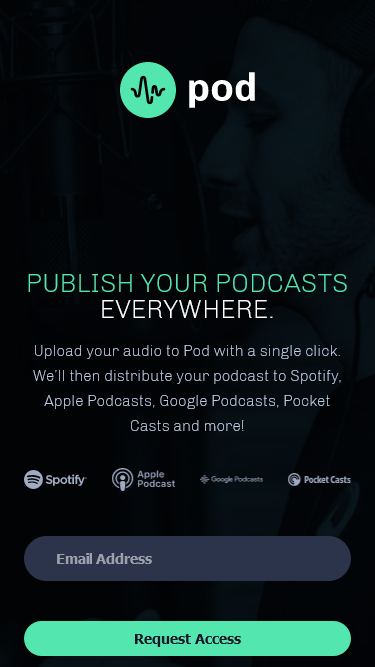 pod
PUBLISH YOUR PODCASTS
EVERYWHERE.
Upload your audio to Pod with a single click.
We’ll then distribute your podcast to Spotify,
Apple Podcasts, Google Podcasts, Pocket
Casts and more!
Spotify Apple Podcast Google Podcasts Pocket Casts
Email Address
Request Access